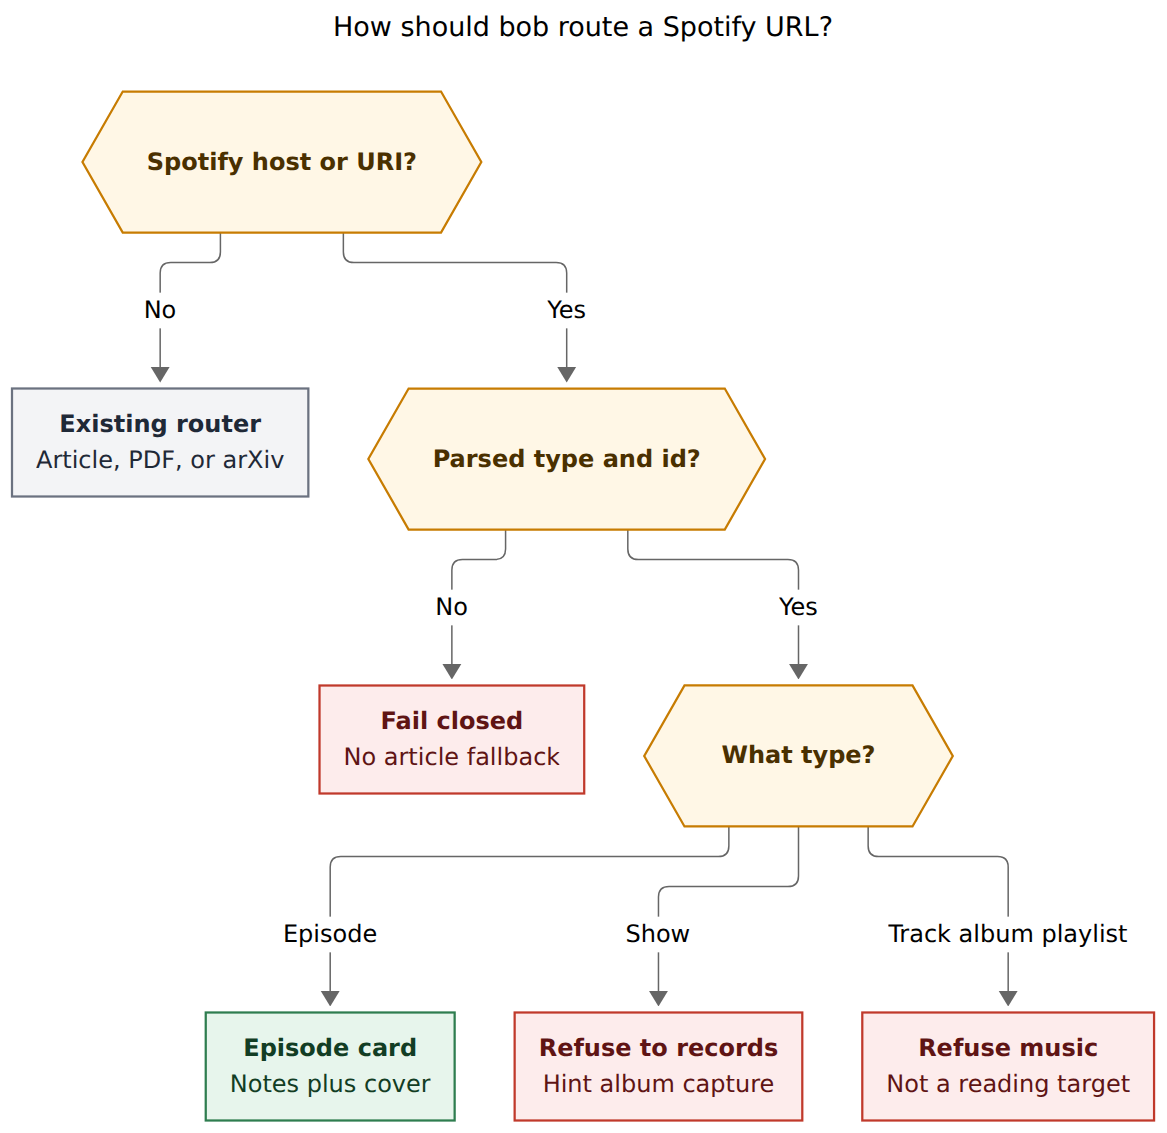 How should bob route a Spotify URL?
Spotify host or URI?
No
Yes
Existing router
Article, PDF, or arXiv
Parsed type and id?
No
Yes
Fail closed
No article fallback
What type?
Episode
Show
Track album playlist
Episode card
Notes plus cover
Refuse to records
Hint album capture
Refuse music
Not a reading target